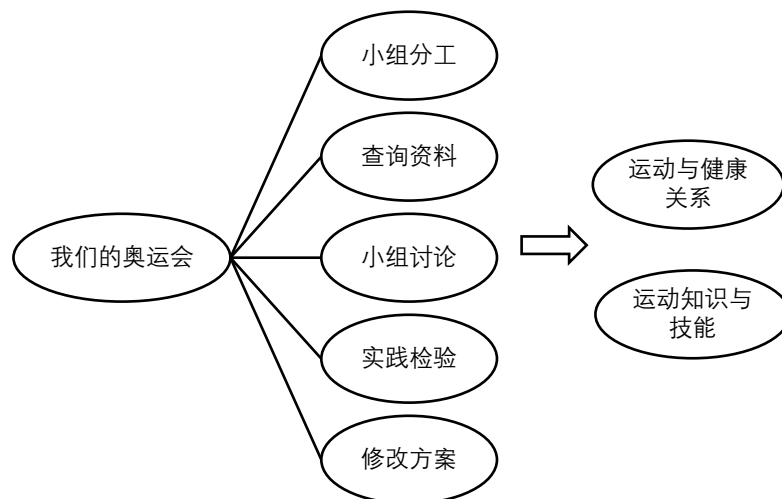 小组分工
查询资料
我们的奥运会
小组讨论
实践检验
修改方案
运动与健康
关系
运动知识与
技能